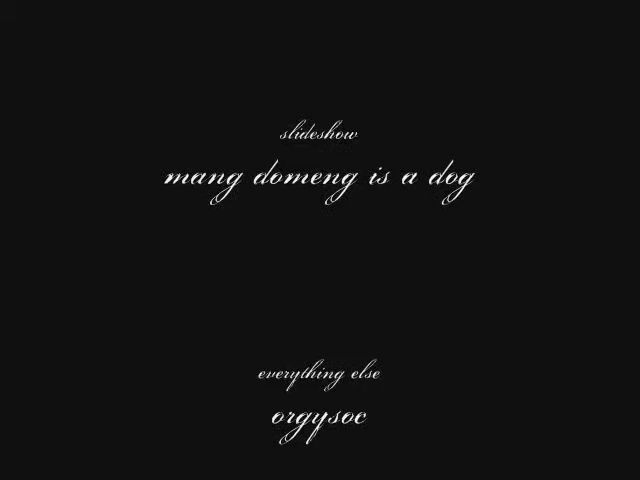 slideshow
mang domeng is a dog
everything else
orgysoc